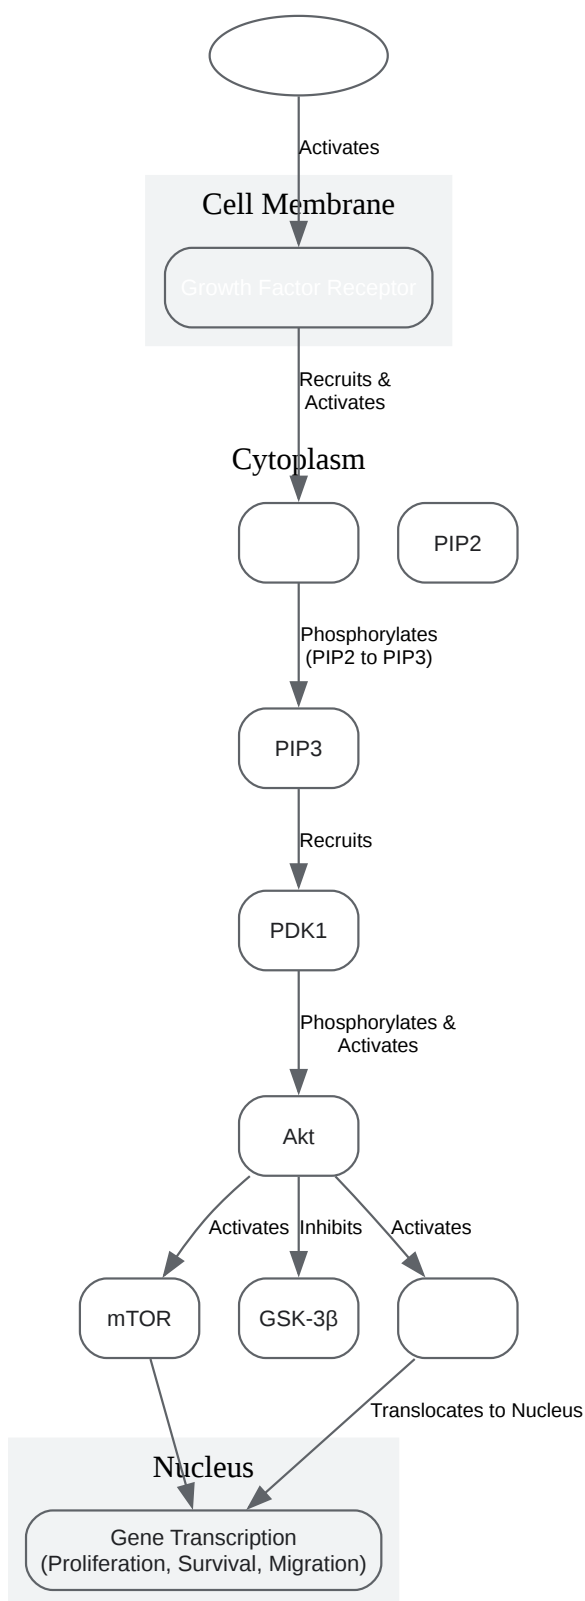 Activates
Cell Membrane
Growth Factor Receptor
Recruits &
Activates
Cytoplasm
PIP2
Phosphorylates
(PIP2 to PIP3)
PIP3
Recruits
PDK1
Phosphorylates &
Activates
Akt
Activates
Inhibits
Activates
mTOR
GSK-3β
Translocates to Nucleus
Nucleus
Gene Transcription
(Proliferation, Survival, Migration)